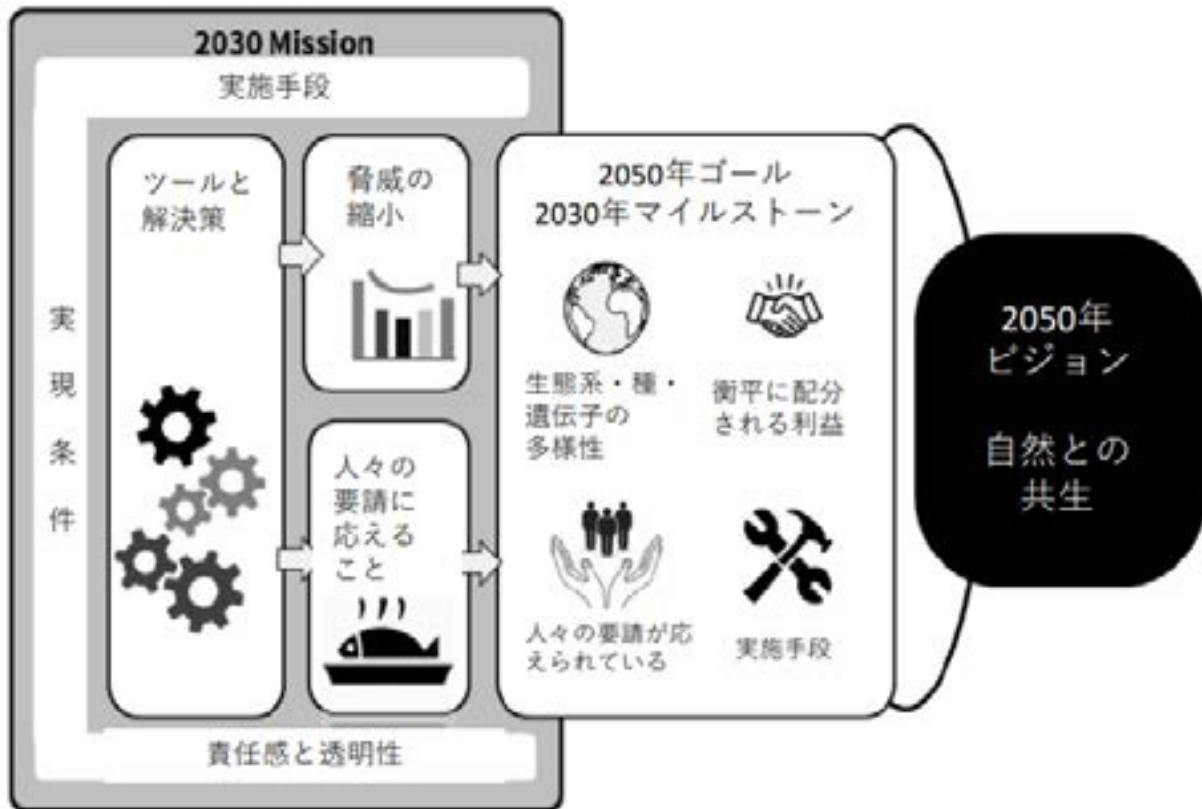 2030 Mission
実施手段
実現条件
ツールと
解決策
脅威の
縮小
人々の
要請に
応えること
こと
責任感と透明性
2050年ゴール
2030年マイルストーン
生態系・種・
遺伝子の
多様性
衡平に配分
される利益
人々の要請が応
えられている
実施手段
2050年
ビジョン
自然との
共生